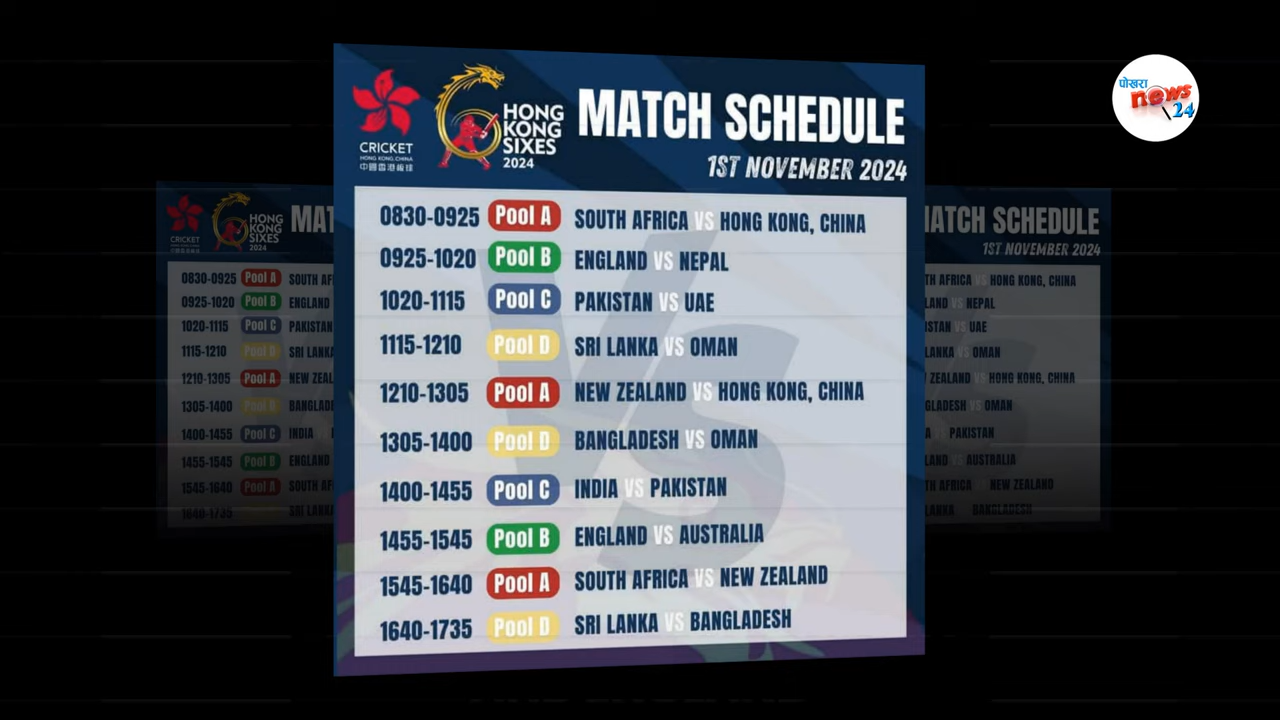 पोखरा
news
24
CRICKET
HONG KONG, CHINA
中國香港板球
HONG
KONG
SIXES
2024
MATCH SCHEDULE
1ST NOVEMBER 2024
0830-0925 Pool A SOUTH AFRICA VS HONG KONG, CHINA
0925-1020 Pool B ENGLAND VS NEPAL
1020-1115 Pool C PAKISTAN VS UAE
1115-1210 Pool D SRI LANKA VS OMAN
1210-1305 Pool A NEW ZEALAND VS HONG KONG, CHINA
1305-1400 Pool D BANGLADESH VS OMAN
1400-1455 Pool C INDIA VS PAKISTAN
1455-1545 Pool B ENGLAND VS AUSTRALIA
1545-1640 Pool A SOUTH AFRICA VS NEW ZEALAND
1640-1735 Pool D SRI LANKA VS BANGLADESH